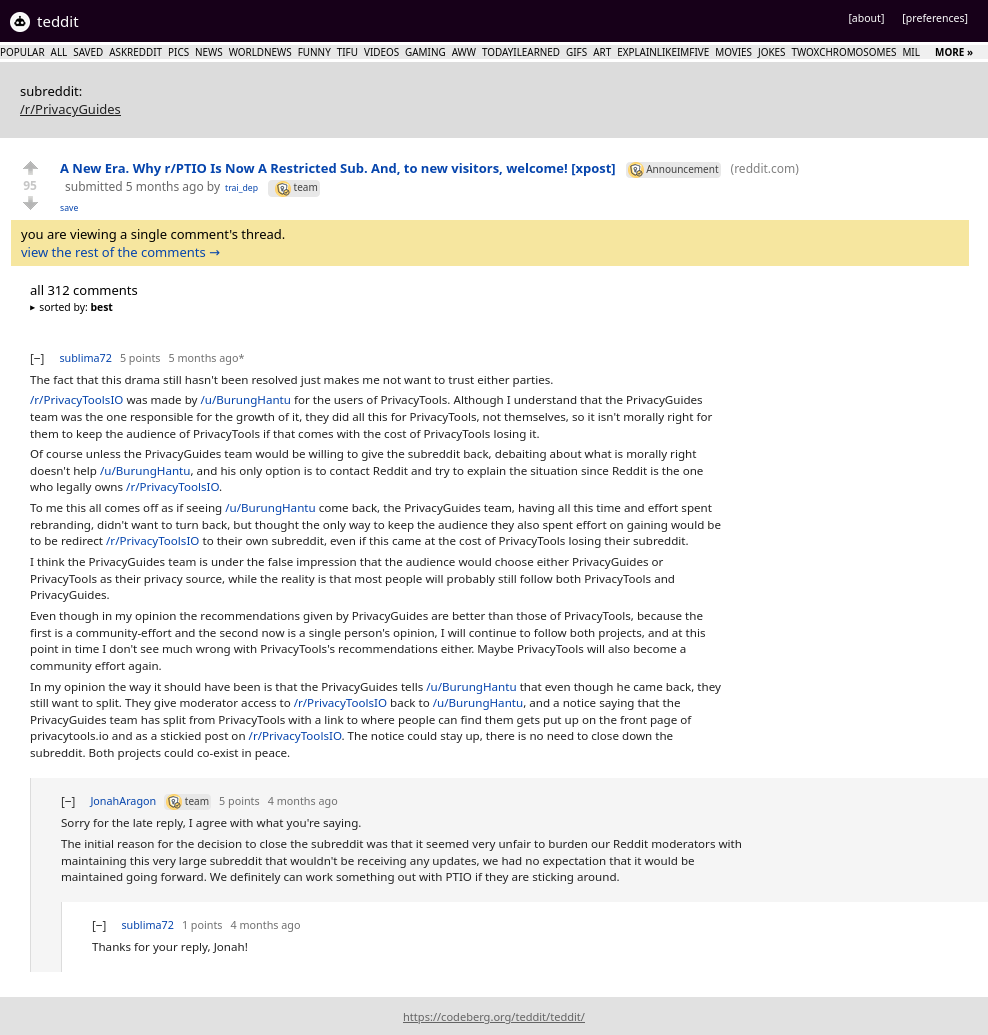 teddit
[about] [preferences]
POPULAR ALL SAVED ASKREDDIT PICS NEWS WORLDNEWS FUNNY TIFU VIDEOS GAMING AWW TODAYILEARNED GIFS ART EXPLAINLIKEIMFIVE MOVIES JOKES TWOXCHROMOSOMES MIL MORE »
subreddit:
/r/PrivacyGuides
A New Era. Why r/PTIO Is Now A Restricted Sub. And, to new visitors, welcome! [xpost] Announcement (reddit.com)
95 submitted 5 months ago by trai_dep team
save
you are viewing a single comment's thread.
view the rest of the comments →
all 312 comments
▸ sorted by: best
[−] sublima72 5 points 5 months ago*
The fact that this drama still hasn't been resolved just makes me not want to trust either parties.
/r/PrivacyToolsIO was made by /u/BurungHantu for the users of PrivacyTools. Although I understand that the PrivacyGuides
team was the one responsible for the growth of it, they did all this for PrivacyTools, not themselves, so it isn't morally right for
them to keep the audience of PrivacyTools if that comes with the cost of PrivacyTools losing it.
Of course unless the PrivacyGuides team would be willing to give the subreddit back, debaiting about what is morally right
doesn't help /u/BurungHantu, and his only option is to contact Reddit and try to explain the situation since Reddit is the one
who legally owns /r/PrivacyToolsIO.
To me this all comes off as if seeing /u/BurungHantu come back, the PrivacyGuides team, having all this time and effort spent
rebranding, didn't want to turn back, but thought the only way to keep the audience they also spent effort on gaining would be
to be redirect /r/PrivacyToolsIO to their own subreddit, even if this came at the cost of PrivacyTools losing their subreddit.
I think the PrivacyGuides team is under the false impression that the audience would choose either PrivacyGuides or
PrivacyTools as their privacy source, while the reality is that most people will probably still follow both PrivacyTools and
PrivacyGuides.
Even though in my opinion the recommendations given by PrivacyGuides are better than those of PrivacyTools, because the
first is a community-effort and the second now is a single person's opinion, I will continue to follow both projects, and at this
point in time I don't see much wrong with PrivacyTools's recommendations either. Maybe PrivacyTools will also become a
community effort again.
In my opinion the way it should have been is that the PrivacyGuides tells /u/BurungHantu that even though he came back, they
still want to split. They give moderator access to /r/PrivacyToolsIO back to /u/BurungHantu, and a notice saying that the
PrivacyGuides team has split from PrivacyTools with a link to where people can find them gets put up on the front page of
privacytools.io and as a stickied post on /r/PrivacyToolsIO. The notice could stay up, there is no need to close down the
subreddit. Both projects could co-exist in peace.
[−] JonahAragon team 5 points 4 months ago
Sorry for the late reply, I agree with what you're saying.
The initial reason for the decision to close the subreddit was that it seemed very unfair to burden our Reddit moderators with
maintaining this very large subreddit that wouldn't be receiving any updates, we had no expectation that it would be
maintained going forward. We definitely can work something out with PTIO if they are sticking around.
[−] sublima72 1 points 4 months ago
Thanks for your reply, Jonah!
https://codeberg.org/teddit/teddit/